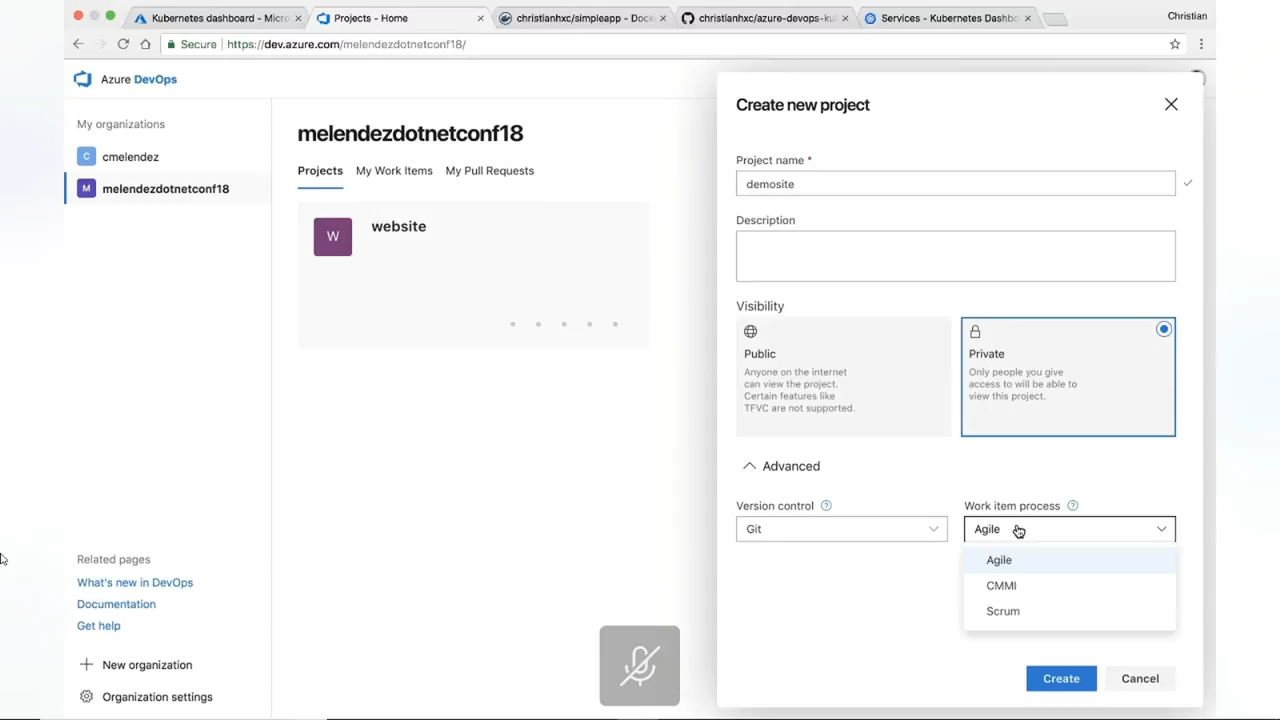 Kubernetes dashboard - Micro
Projects - Home
christianhxc/simpleapp - Dock
christianhxc/azure-devops-kub
Services - Kubernetes Dashbo
Christian
Secure
https://dev.azure.com/melendezdotnetconf18/
Azure DevOps
My organizations
C cmelendez
M melendezdotnetconf18
melendezdotnetconf18
Projects
My Work Items
My Pull Requests
W
website
Related pages
What's new in DevOps
Documentation
Get help
New organization
Organization settings
Create new project
Project name *
demosite
Description
Visibility
Public
Anyone on the internet
can view the project.
Certain features like
TFVC are not supported.
Private
Only people you give
access to will be able to
view this project.
Advanced
Version control
Git
Work item process
Agile
Agile
CMMI
Scrum
Create
Cancel